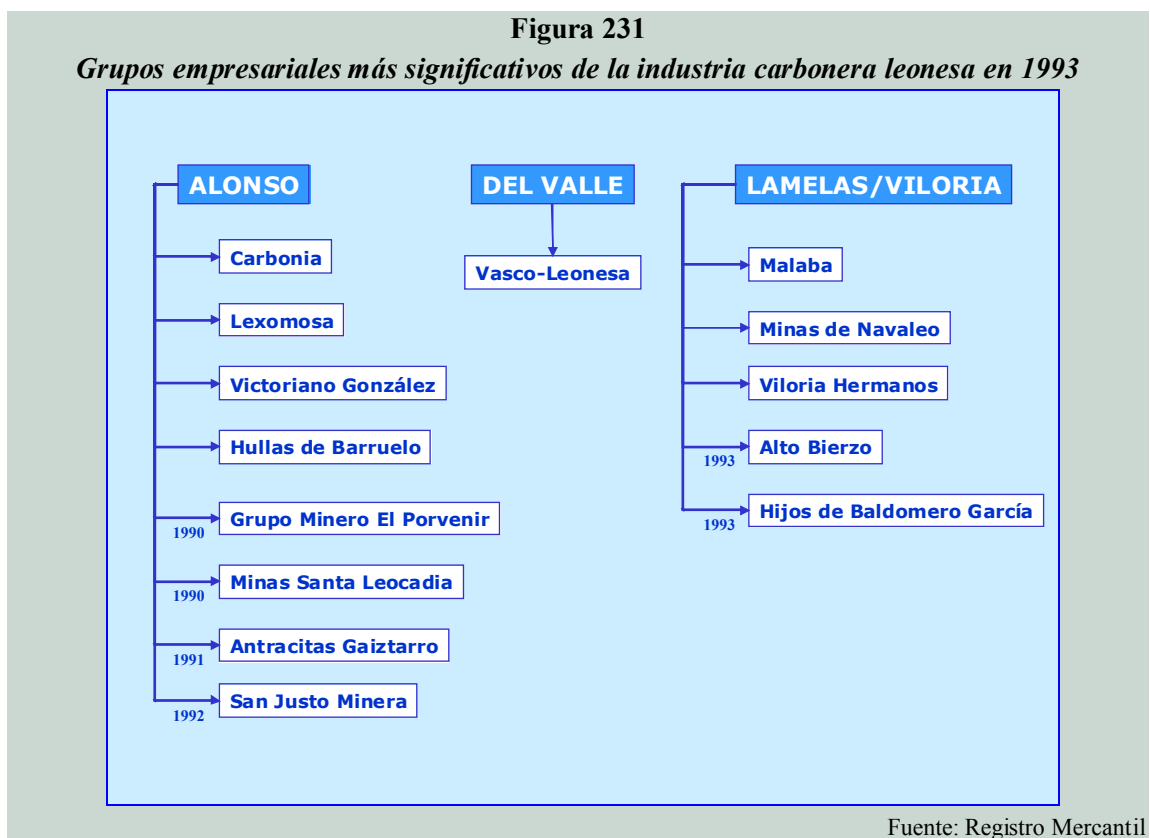 Figura 231
Grupos empresariales más significativos de la industria carbonera leonesa en 1993
ALONSO
Carbonia
Lexomosa
Victoriano González
Hullas de Barruelo
1990
Grupo Minero El Porvenir
1990
Minas Santa Leocadia
1991
Antracitas Gaiztarro
1992
San Justo Minera
DEL VALLE
Vasco-Leonesa
LAMELAS/VILORIA
Malaba
Minas de Navaleo
Viloria Hermanos
1993
Alto Bierzo
1993
Hijos de Baldomero García
Fuente: Registro Mercantil